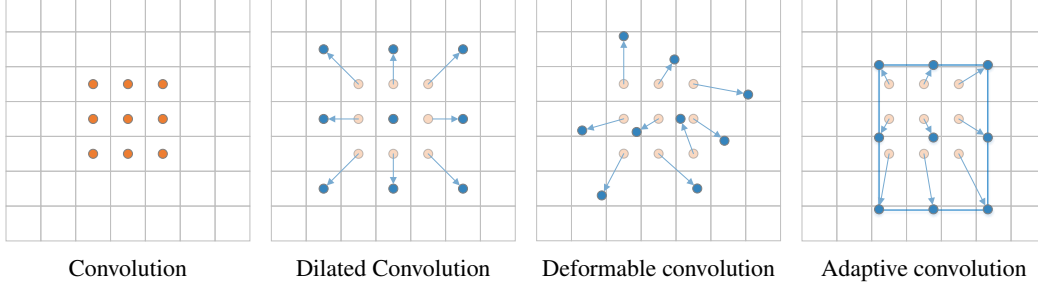 Convolution
Dilated Convolution
Deformable convolution
Adaptive convolution